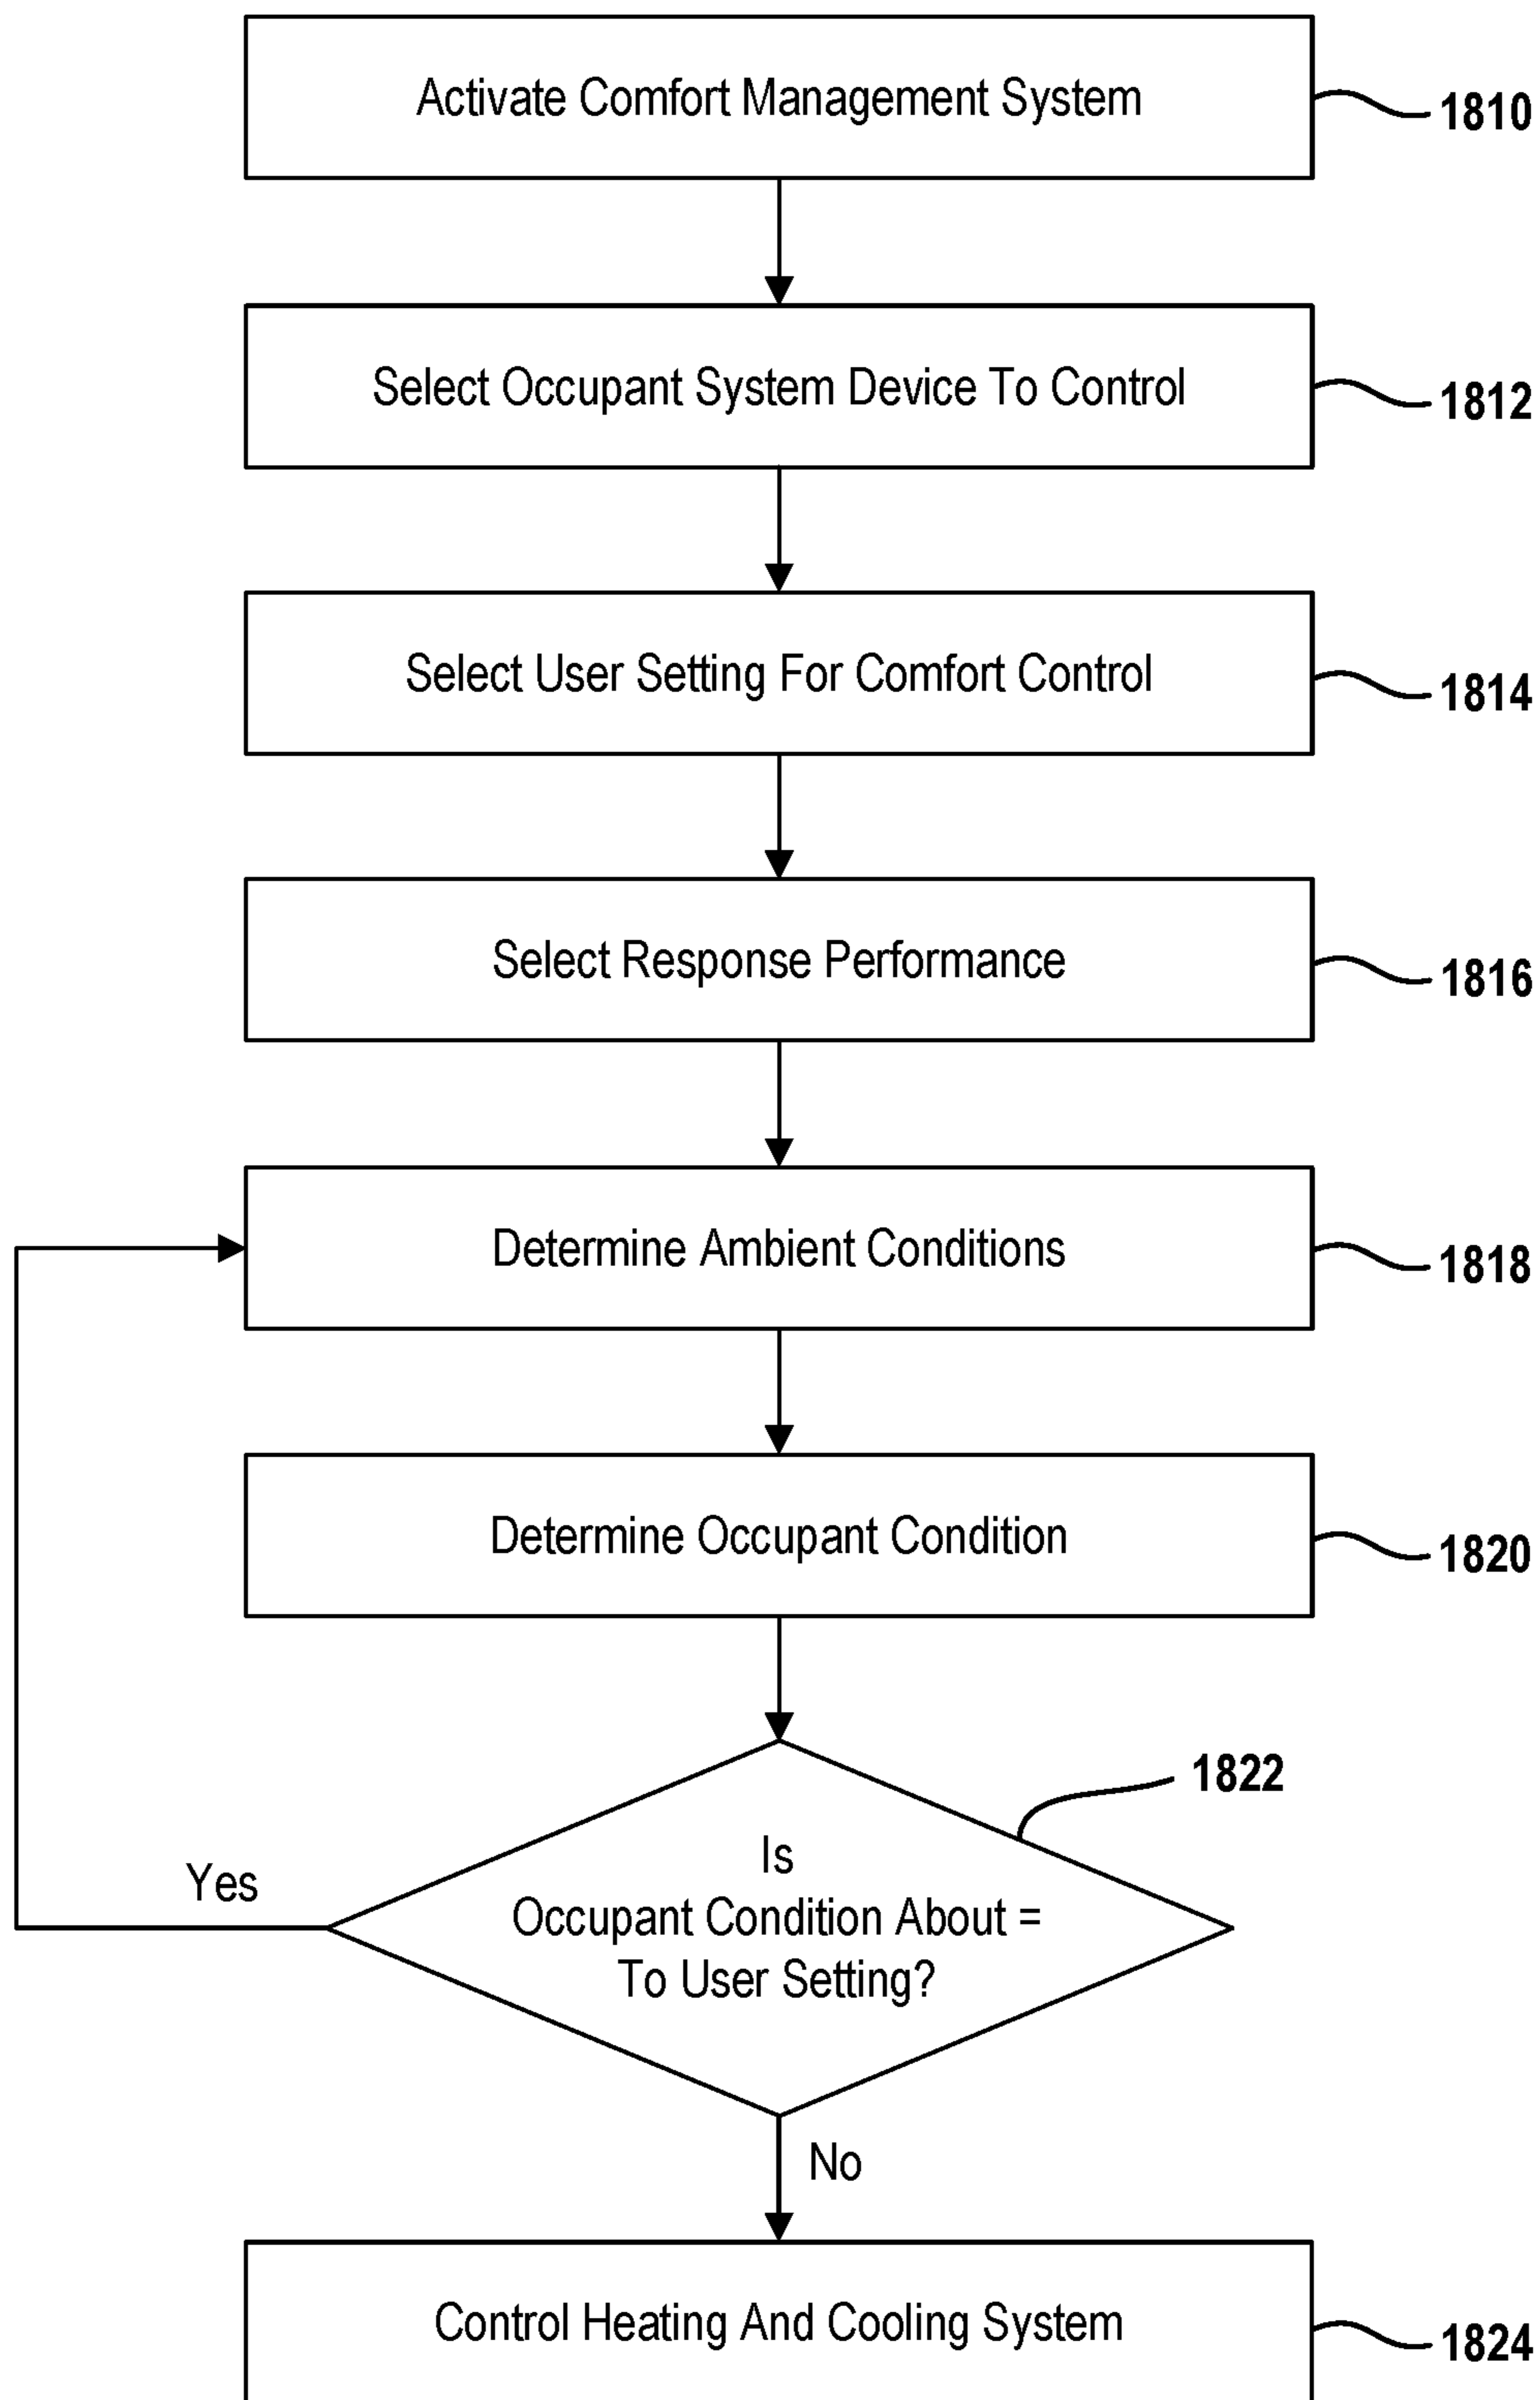 Activate Comfort Management System
1810
Select Occupant System Device To Control
1812
Select User Setting For Comfort Control
1814
Select Response Performance
1816
Determine Ambient Conditions
1818
Determine Occupant Condition
1820
1822
Is
Occupant Condition About =
To User Setting?
Yes
No
Control Heating And Cooling System
1824